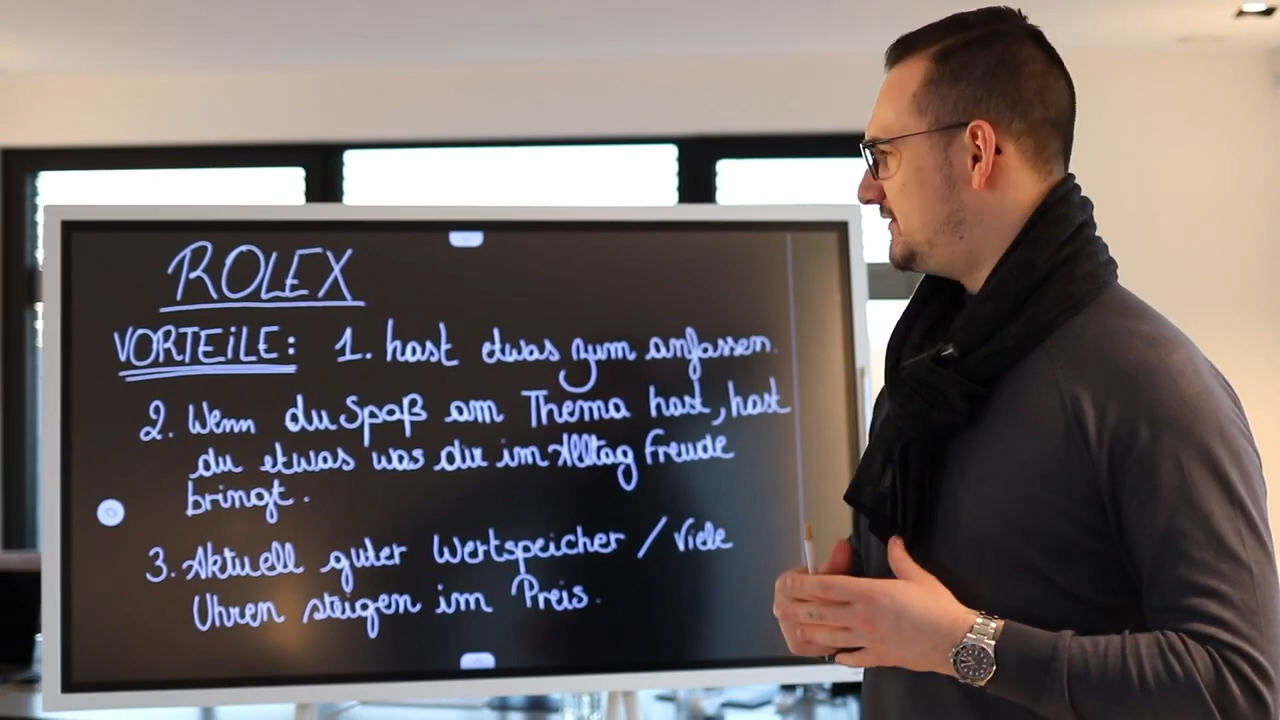 ROLEX
VORTEiLE: 1. hast etwas zum anfassen.
2. Wenn du Spaß am Thema hast, hast
du etwas was dir im Alltag Freude
bringt.
3. Aktuell guter Wertspeicher / Viele
Uhren steigen im Preis.